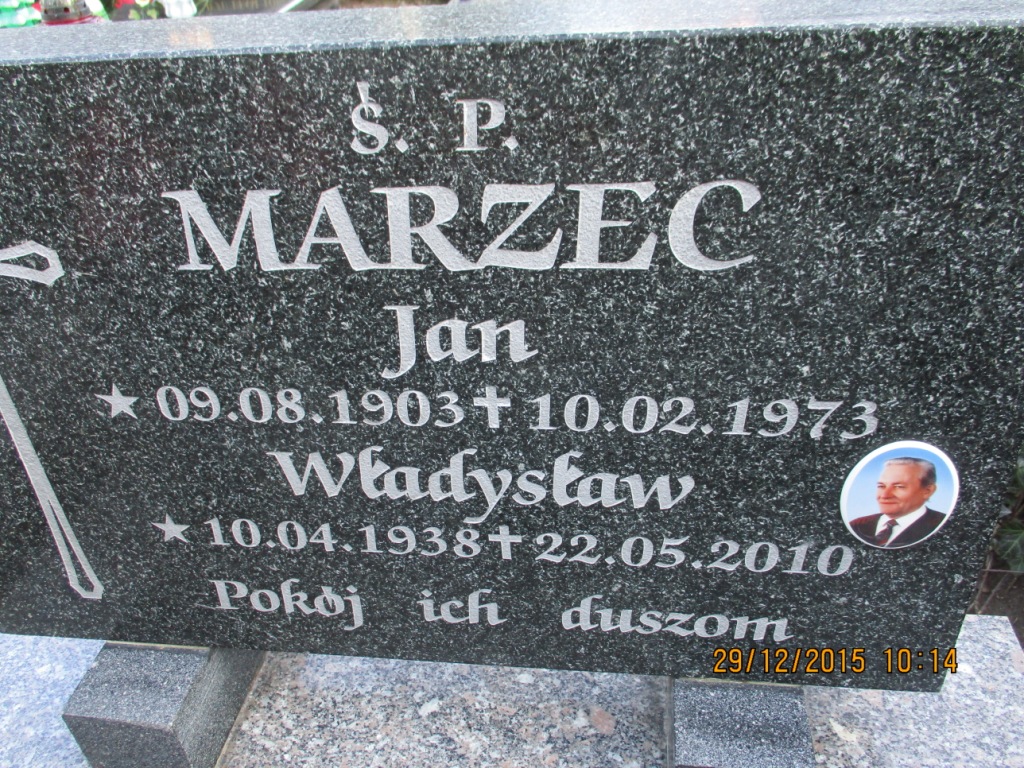 Ś. P.
MARZEC
Jan
★ 09.08.1903 ✝ 10.02.1973
Władysław
★ 10.04.1938 ✝ 22.05.2010
Pokój ich duszom
29/12/2015 10:14